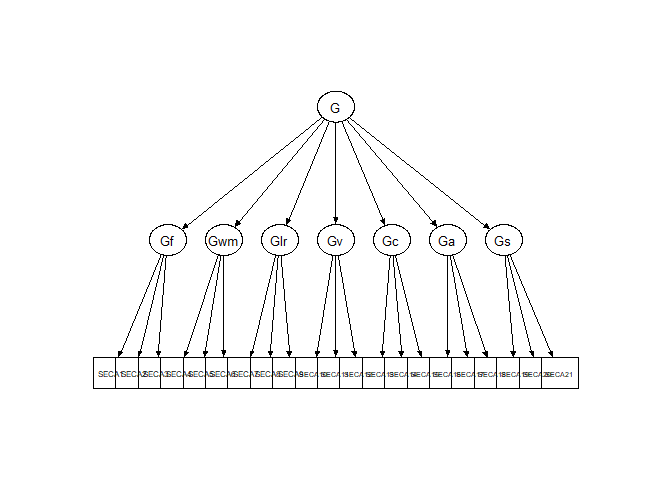 G
Gf Gwm Glr Gv Gc Ga Gs
SECA1 SECA2 SECA3 SECA4 SECA5 SECA6 SECA7 SECA8 SECA9 SECA10 SECA11 SECA12 SECA13 SECA14 SECA15 SECA16 SECA17 SECA18 SECA19 SECA20 SECA21